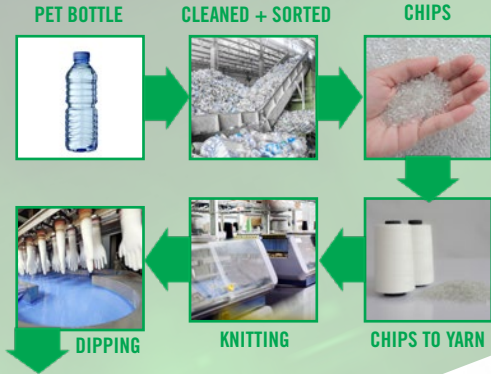 PET BOTTLE
CLEANED + SORTED
CHIPS
CHIPS TO YARN
KNITTING
DIPPING